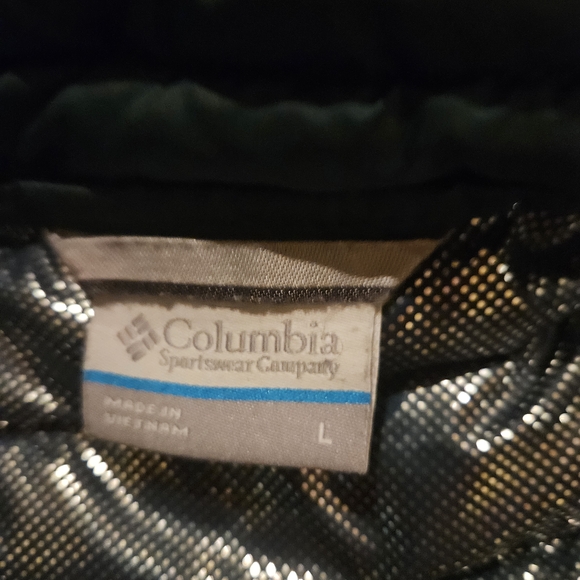 Columbia
Sportswear Company
MADE IN
VIETNAM
L